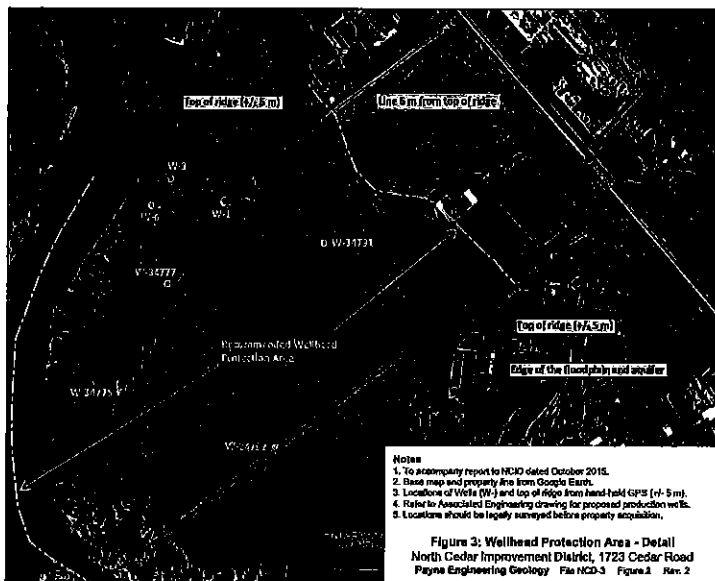 Top of ridge (+/- 5 m)
Line 6 m from top of ridge
W-3
W-6
W-1
W-34791
W-34777
Recommended Wellhead
Protection Area
Top of ridge (+/- 5 m)
Edge of the floodplain and aquifer
W-34775
Notes
1. To accompany report to NCID dated October 2015.
2. Base map and property line from Google Earth.
3. Locations of Wells (W-) and top of ridge from hand-held GPS (+/- 5 m).
4. Refer to Associated Engineering drawing for proposed production wells.
5. Locations should be legally surveyed before property acquisition.
Figure 3: Wellhead Protection Area - Detail
North Cedar Improvement District, 1723 Cedar Road
Payne Engineering Geology File NCD-3 Figure 2 Rev. 2